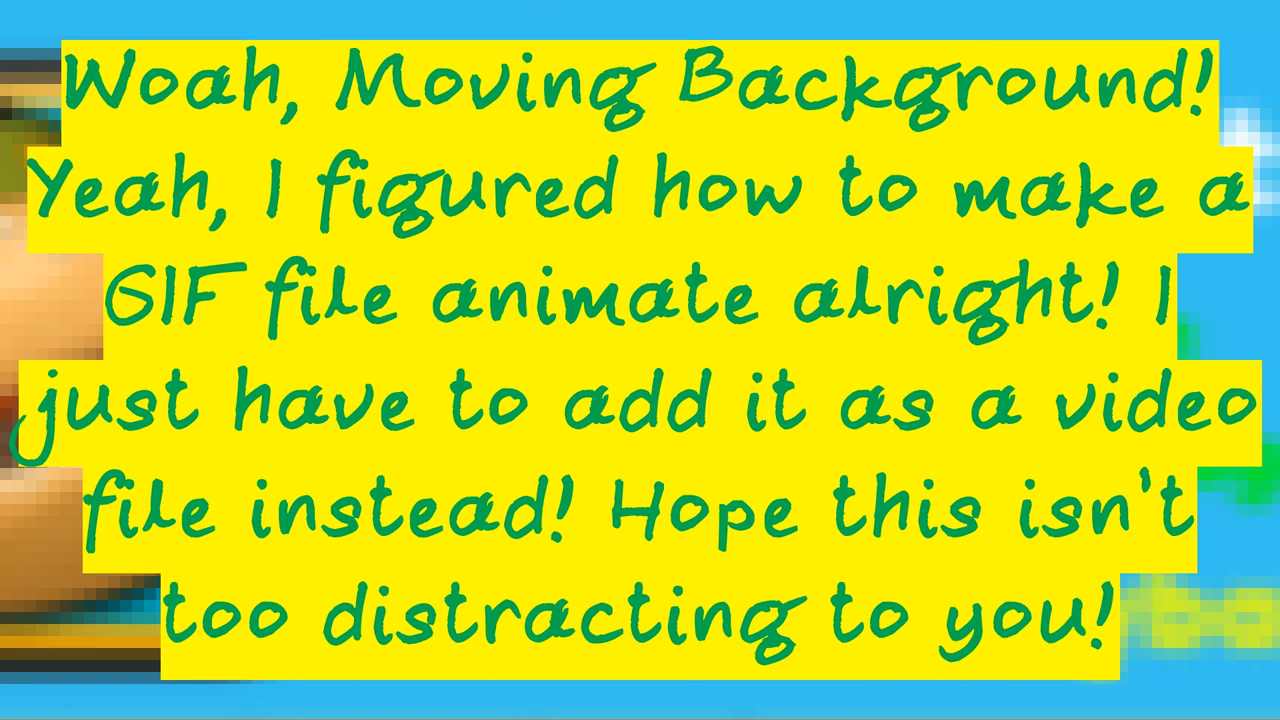 Woah, Moving Background!
Yeah, I figured how to make a
GIF file animate alright! I
just have to add it as a video
file instead! Hope this isn't
too distracting to you!